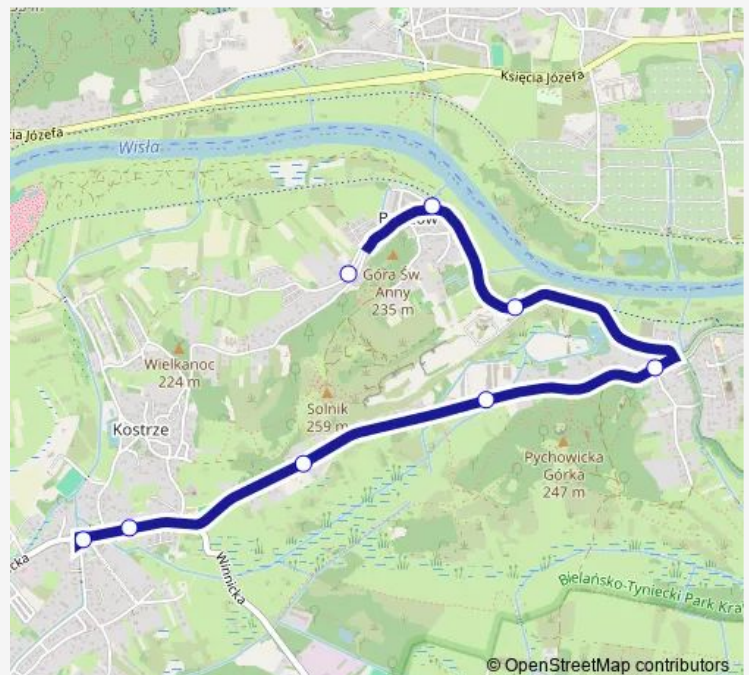 Księcia Józefa
cia Józefa
Wisła
Góra Św.
Anny
235 m
Wielkanoc
224 m
Solnik
259 m
Kostrze
Pychowicka
Górka
247 m
cka
Winnicka
Bielańsko-Tyniecki Park Kra
© OpenStreetMap contributors